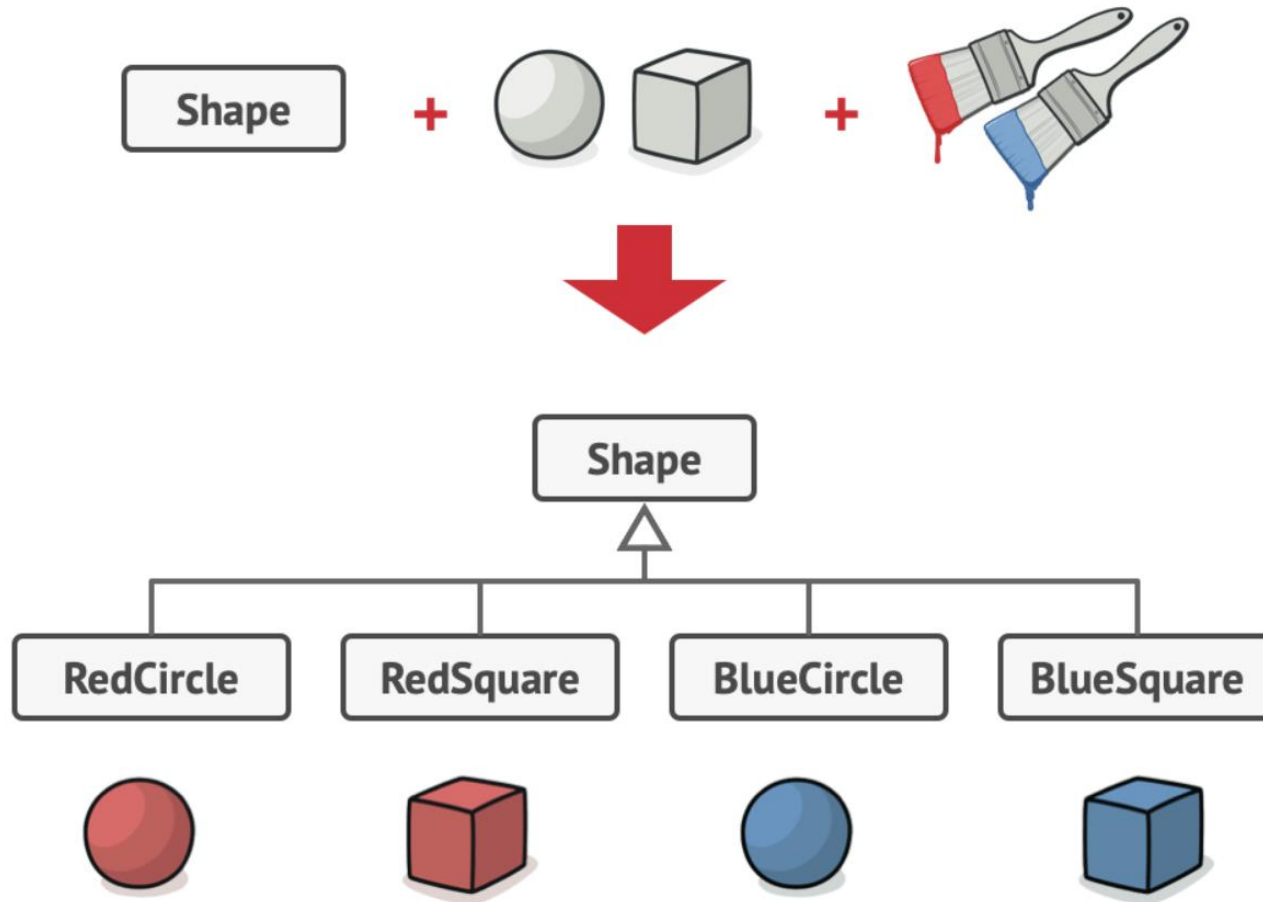 Shape
+
+
Shape
RedCircle
RedSquare
BlueCircle
BlueSquare